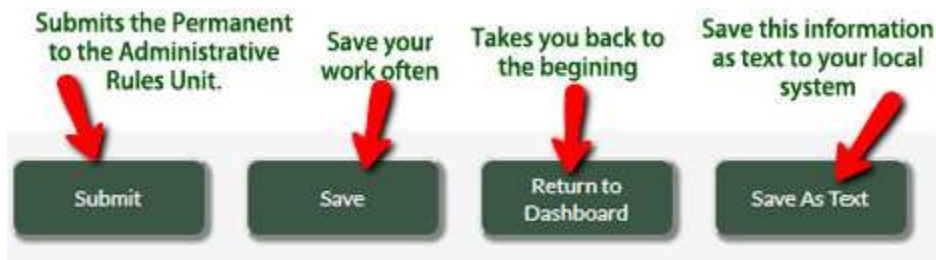 Submits the Permanent
to the Administrative
Rules Unit.
Save your
work often
Takes you back to
the begining
Save this information
as text to your local
system
Submit
Save
Return to
Dashboard
Save As Text